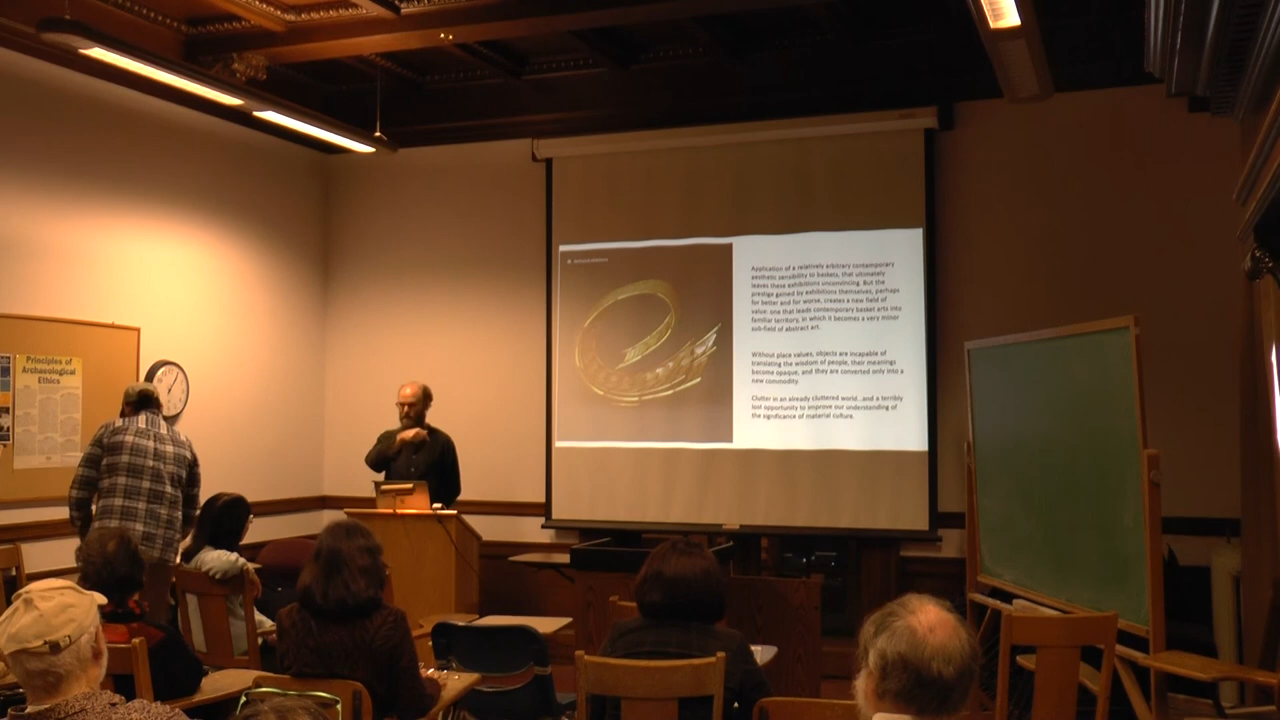 Principles of
Archaeological
Ethics
Application of a relatively arbitrary contemporary
aesthetic sensibility to baskets, that ultimately
leaves these exhibitions unconvincing. But the
prestige gained by exhibitions themselves, perhaps
for better and for worse, creates a new field of
value: one that leads contemporary basket arts into
familiar territory, in which it becomes a very minor
sub-field of abstract art.
Without place values, objects are incapable of
translating the wisdom of people, their meanings
become opaque, and they are converted only into a
new commodity.
Clutter in an already cluttered world...and a terribly
lost opportunity to improve our understanding of
the significance of material culture.